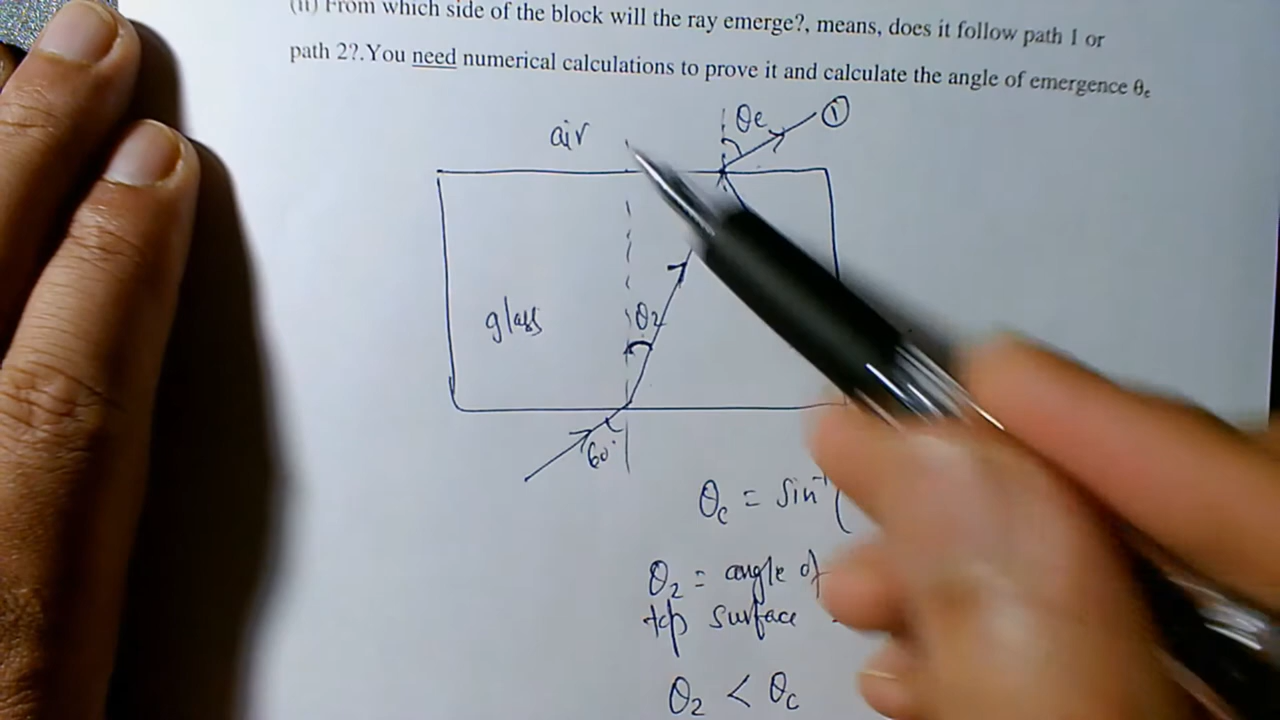 (ii) From which side of the block will the ray emerge?, means, does it follow path 1 or
path 2?.You need numerical calculations to prove it and calculate the angle of emergence θe
θe
①
air
glass
θ2
60°
θc = sin⁻¹(
θ2 = angle of
top surface
θ2 < θc